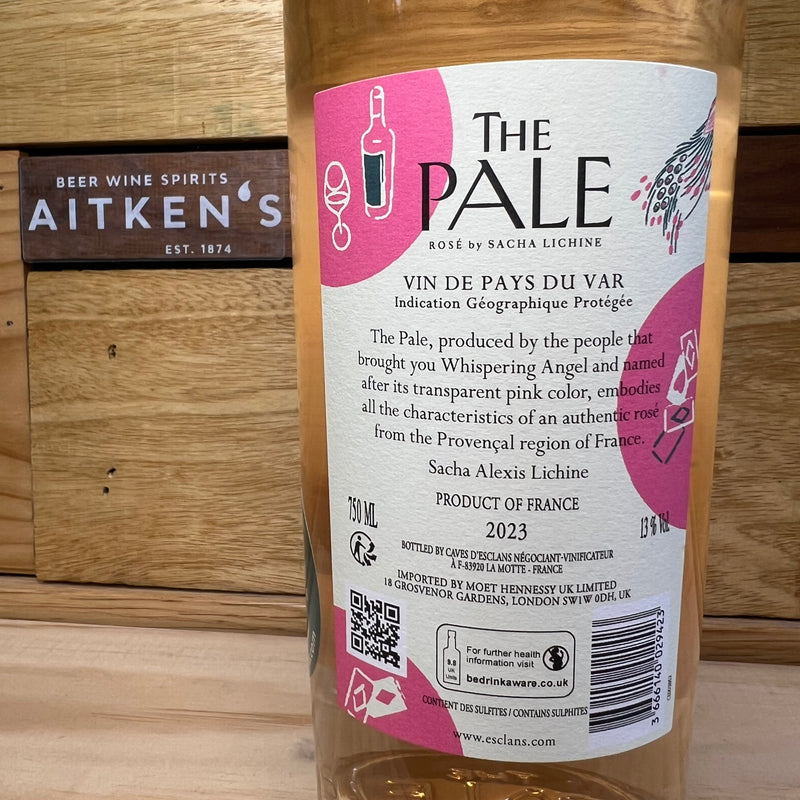 BEER WINE SPIRITS
AITKEN'S
EST. 1874
THE
PALE
ROSÉ by SACHA LICHINE
VIN DE PAYS DU VAR
Indication Géographique Protégée
The Pale, produced by the people that
brought you Whispering Angel and named
after its transparent pink color, embodies
all the characteristics of an authentic rosé
from the Provençal region of France.
Sacha Alexis Lichine
PRODUCT OF FRANCE
750 ML
2023
13 % Vol.
BOTTLED BY CAVES D'ESCLANS NÉGOCIANT-VINIFICATEUR
À F-83920 LA MOTTE - FRANCE
IMPORTED BY MOET HENNESSY UK LIMITED
18 GROSVENOR GARDENS, LONDON SW1W 0DH, UK
9.8
UK
Units
For further health
information visit
bedrinkaware.co.uk
CONTIENT DES SULFITES / CONTAINS SULPHITES
www.esclans.com
3 666140 029423